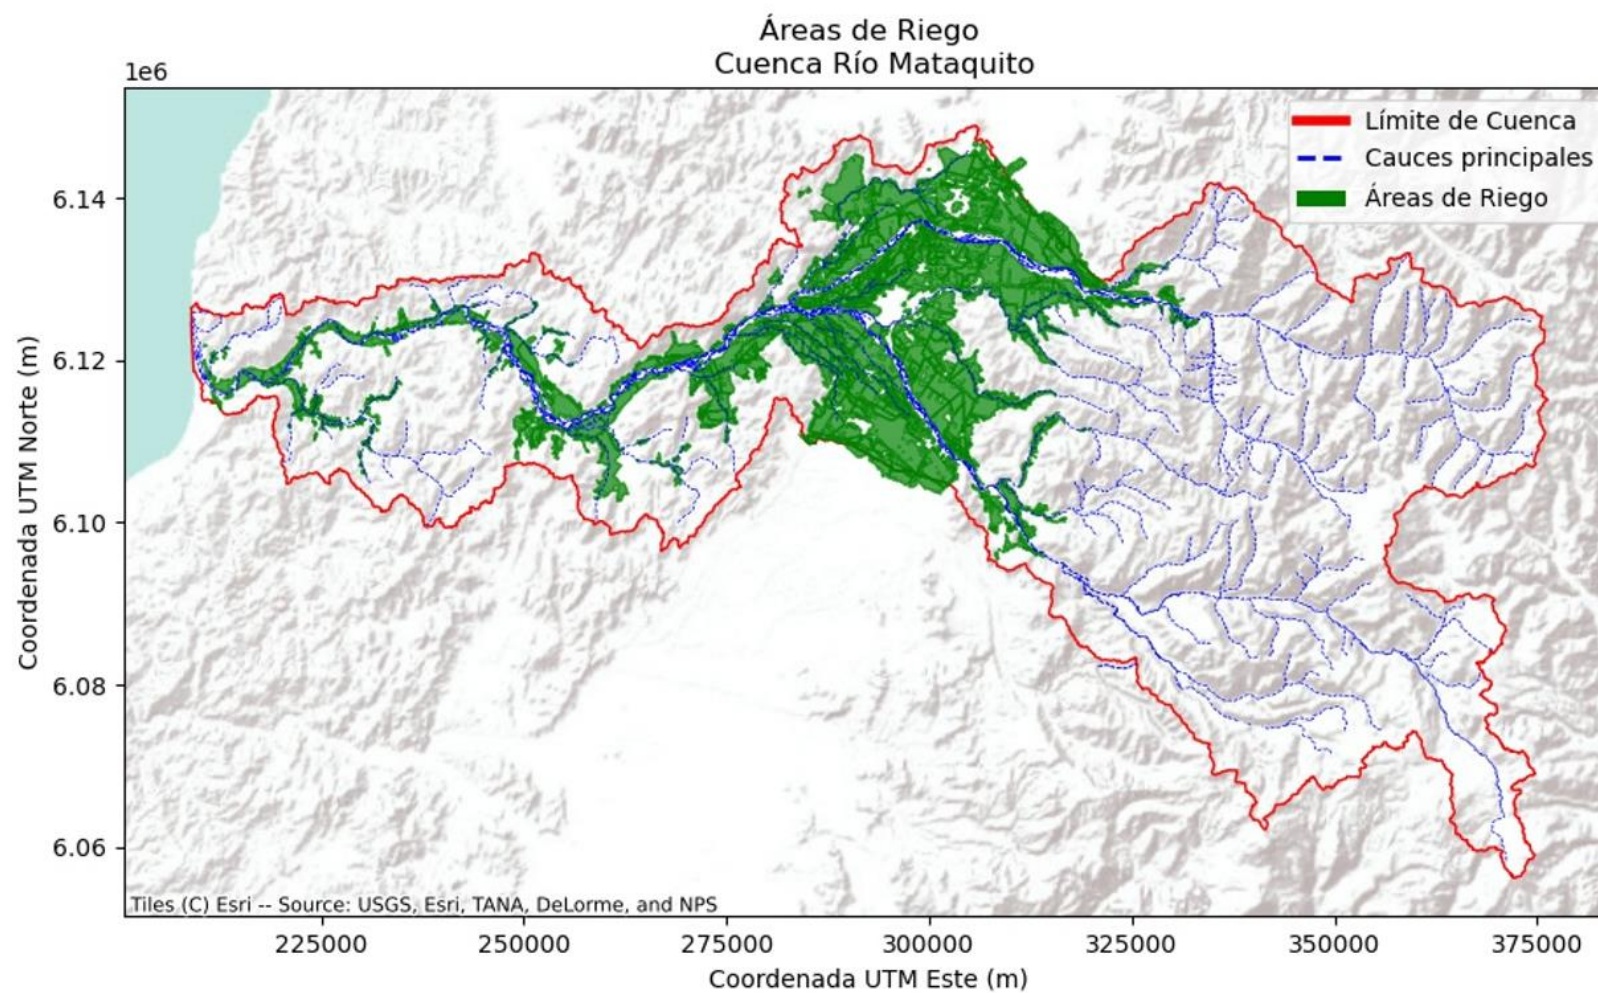 Áreas de Riego
Cuenca Río Mataquito
1e6
Límite de Cuenca
Cauces principales
Áreas de Riego
6.14
6.12
6.10
6.08
6.06
Coordenada UTM Norte (m)
Tiles (C) Esri -- Source: USGS, Esri, TANA, DeLorme, and NPS
225000 250000 275000 300000 325000 350000 375000
Coordenada UTM Este (m)